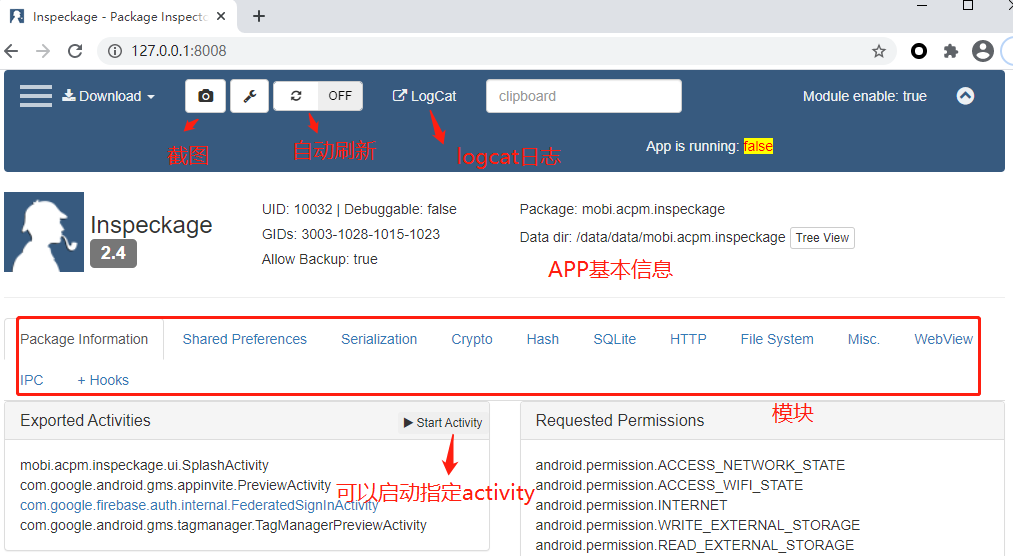 Inspeckage - Package Inspecto
127.0.0.1:8008
Download
OFF
LogCat
clipboard
Module enable: true
截图
自动刷新
logcat日志
App is running: false
Inspeckage
2.4
UID: 10032 | Debuggable: false
GIDs: 3003-1028-1015-1023
Allow Backup: true
Package: mobi.acpm.inspeckage
Data dir: /data/data/mobi.acpm.inspeckage Tree View
APP基本信息
Package Information Shared Preferences Serialization Crypto Hash SQLite HTTP File System Misc. WebView
IPC + Hooks
模块
Exported Activities
Start Activity
mobi.acpm.inspeckage.ui.SplashActivity
com.google.android.gms.appinvite.PreviewActivity
com.google.firebase.auth.internal.FederatedSignInActivity
com.google.android.gms.tagmanager.TagManagerPreviewActivity
可以启动指定activity
Requested Permissions
android.permission.ACCESS_NETWORK_STATE
android.permission.ACCESS_WIFI_STATE
android.permission.INTERNET
android.permission.WRITE_EXTERNAL_STORAGE
android.permission.READ_EXTERNAL_STORAGE